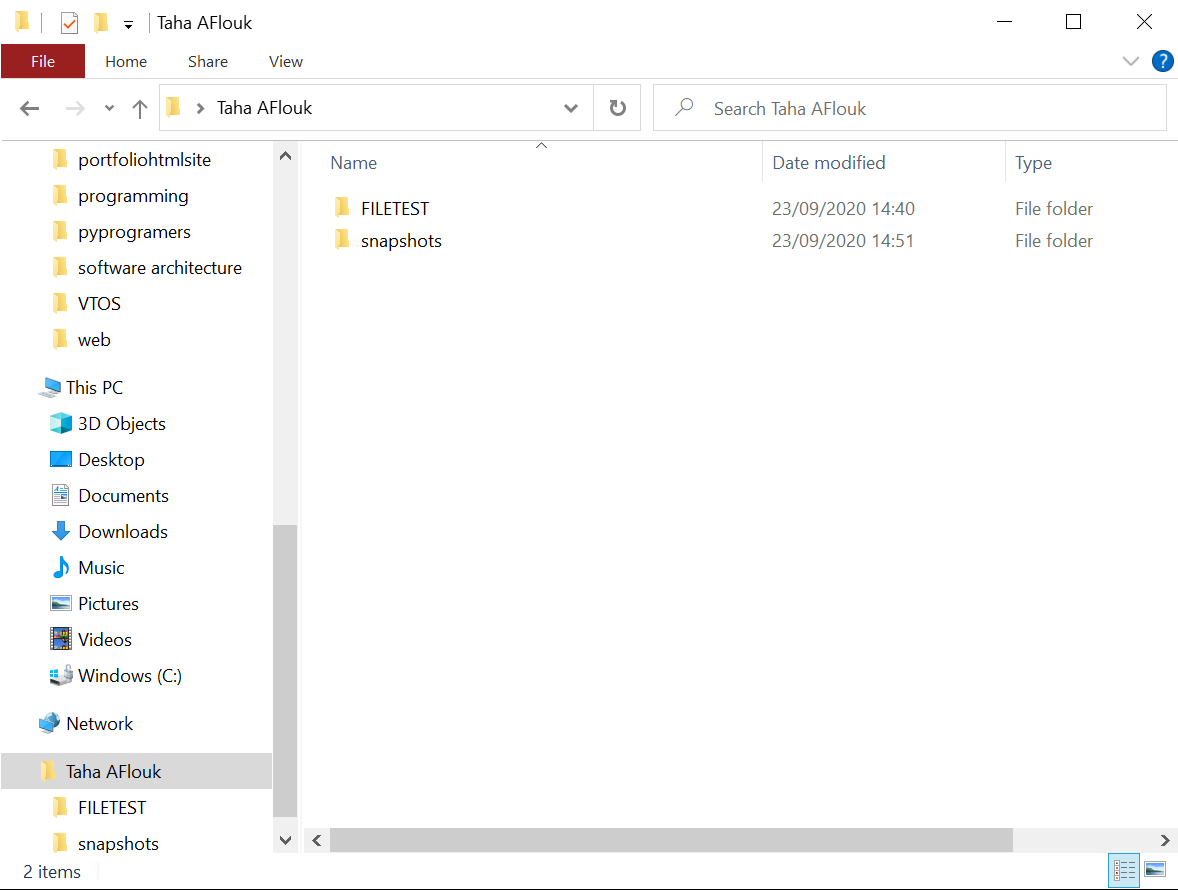 Taha AFlouk
File Home Share View
?
Taha AFlouk
Search Taha AFlouk
portfoliohtmlsite
programming
pyprogramers
software architecture
VTOS
web
This PC
3D Objects
Desktop
Documents
Downloads
Music
Pictures
Videos
Windows (C:)
Network
Taha AFlouk
FILETEST
snapshots
Name Date modified Type
FILETEST 23/09/2020 14:40 File folder
snapshots 23/09/2020 14:51 File folder
2 items